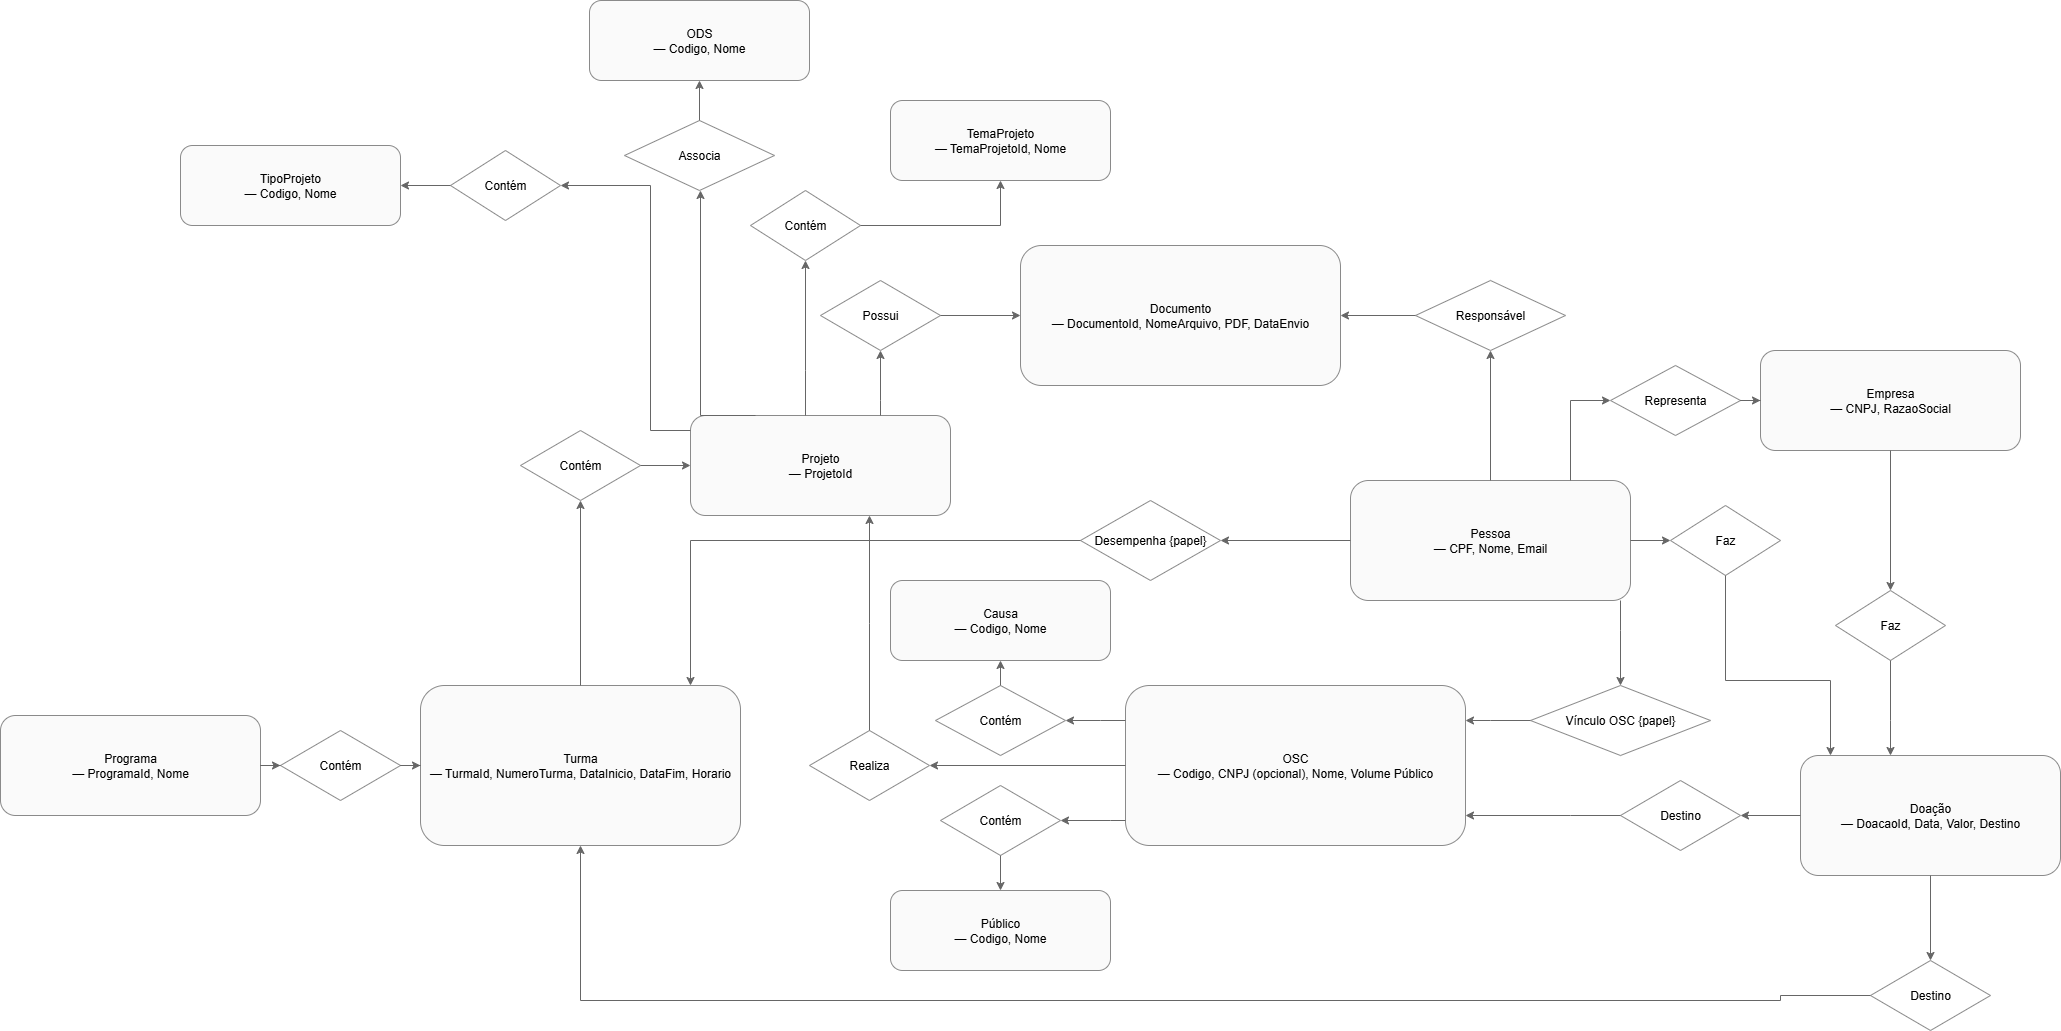 ODS
— Codigo, Nome
TemaProjeto
— TemaProjetoId, Nome
Associa
TipoProjeto
— Codigo, Nome
Contém
Contém
Possui
Documento
— DocumentoId, NomeArquivo, PDF, DataEnvio
Responsável
Representa
Empresa
— CNPJ, RazaoSocial
Contém
Projeto
— ProjetoId
Desempenha {papel}
Pessoa
— CPF, Nome, Email
Faz
Causa
— Codigo, Nome
Faz
Contém
Vínculo OSC {papel}
Programa
— ProgramaId, Nome
Contém
Turma
— TurmaId, NumeroTurma, DataInicio, DataFim, Horario
Realiza
OSC
— Codigo, CNPJ (opcional), Nome, Volume Público
Contém
Destino
Doação
— DoacaoId, Data, Valor, Destino
Público
— Codigo, Nome
Destino